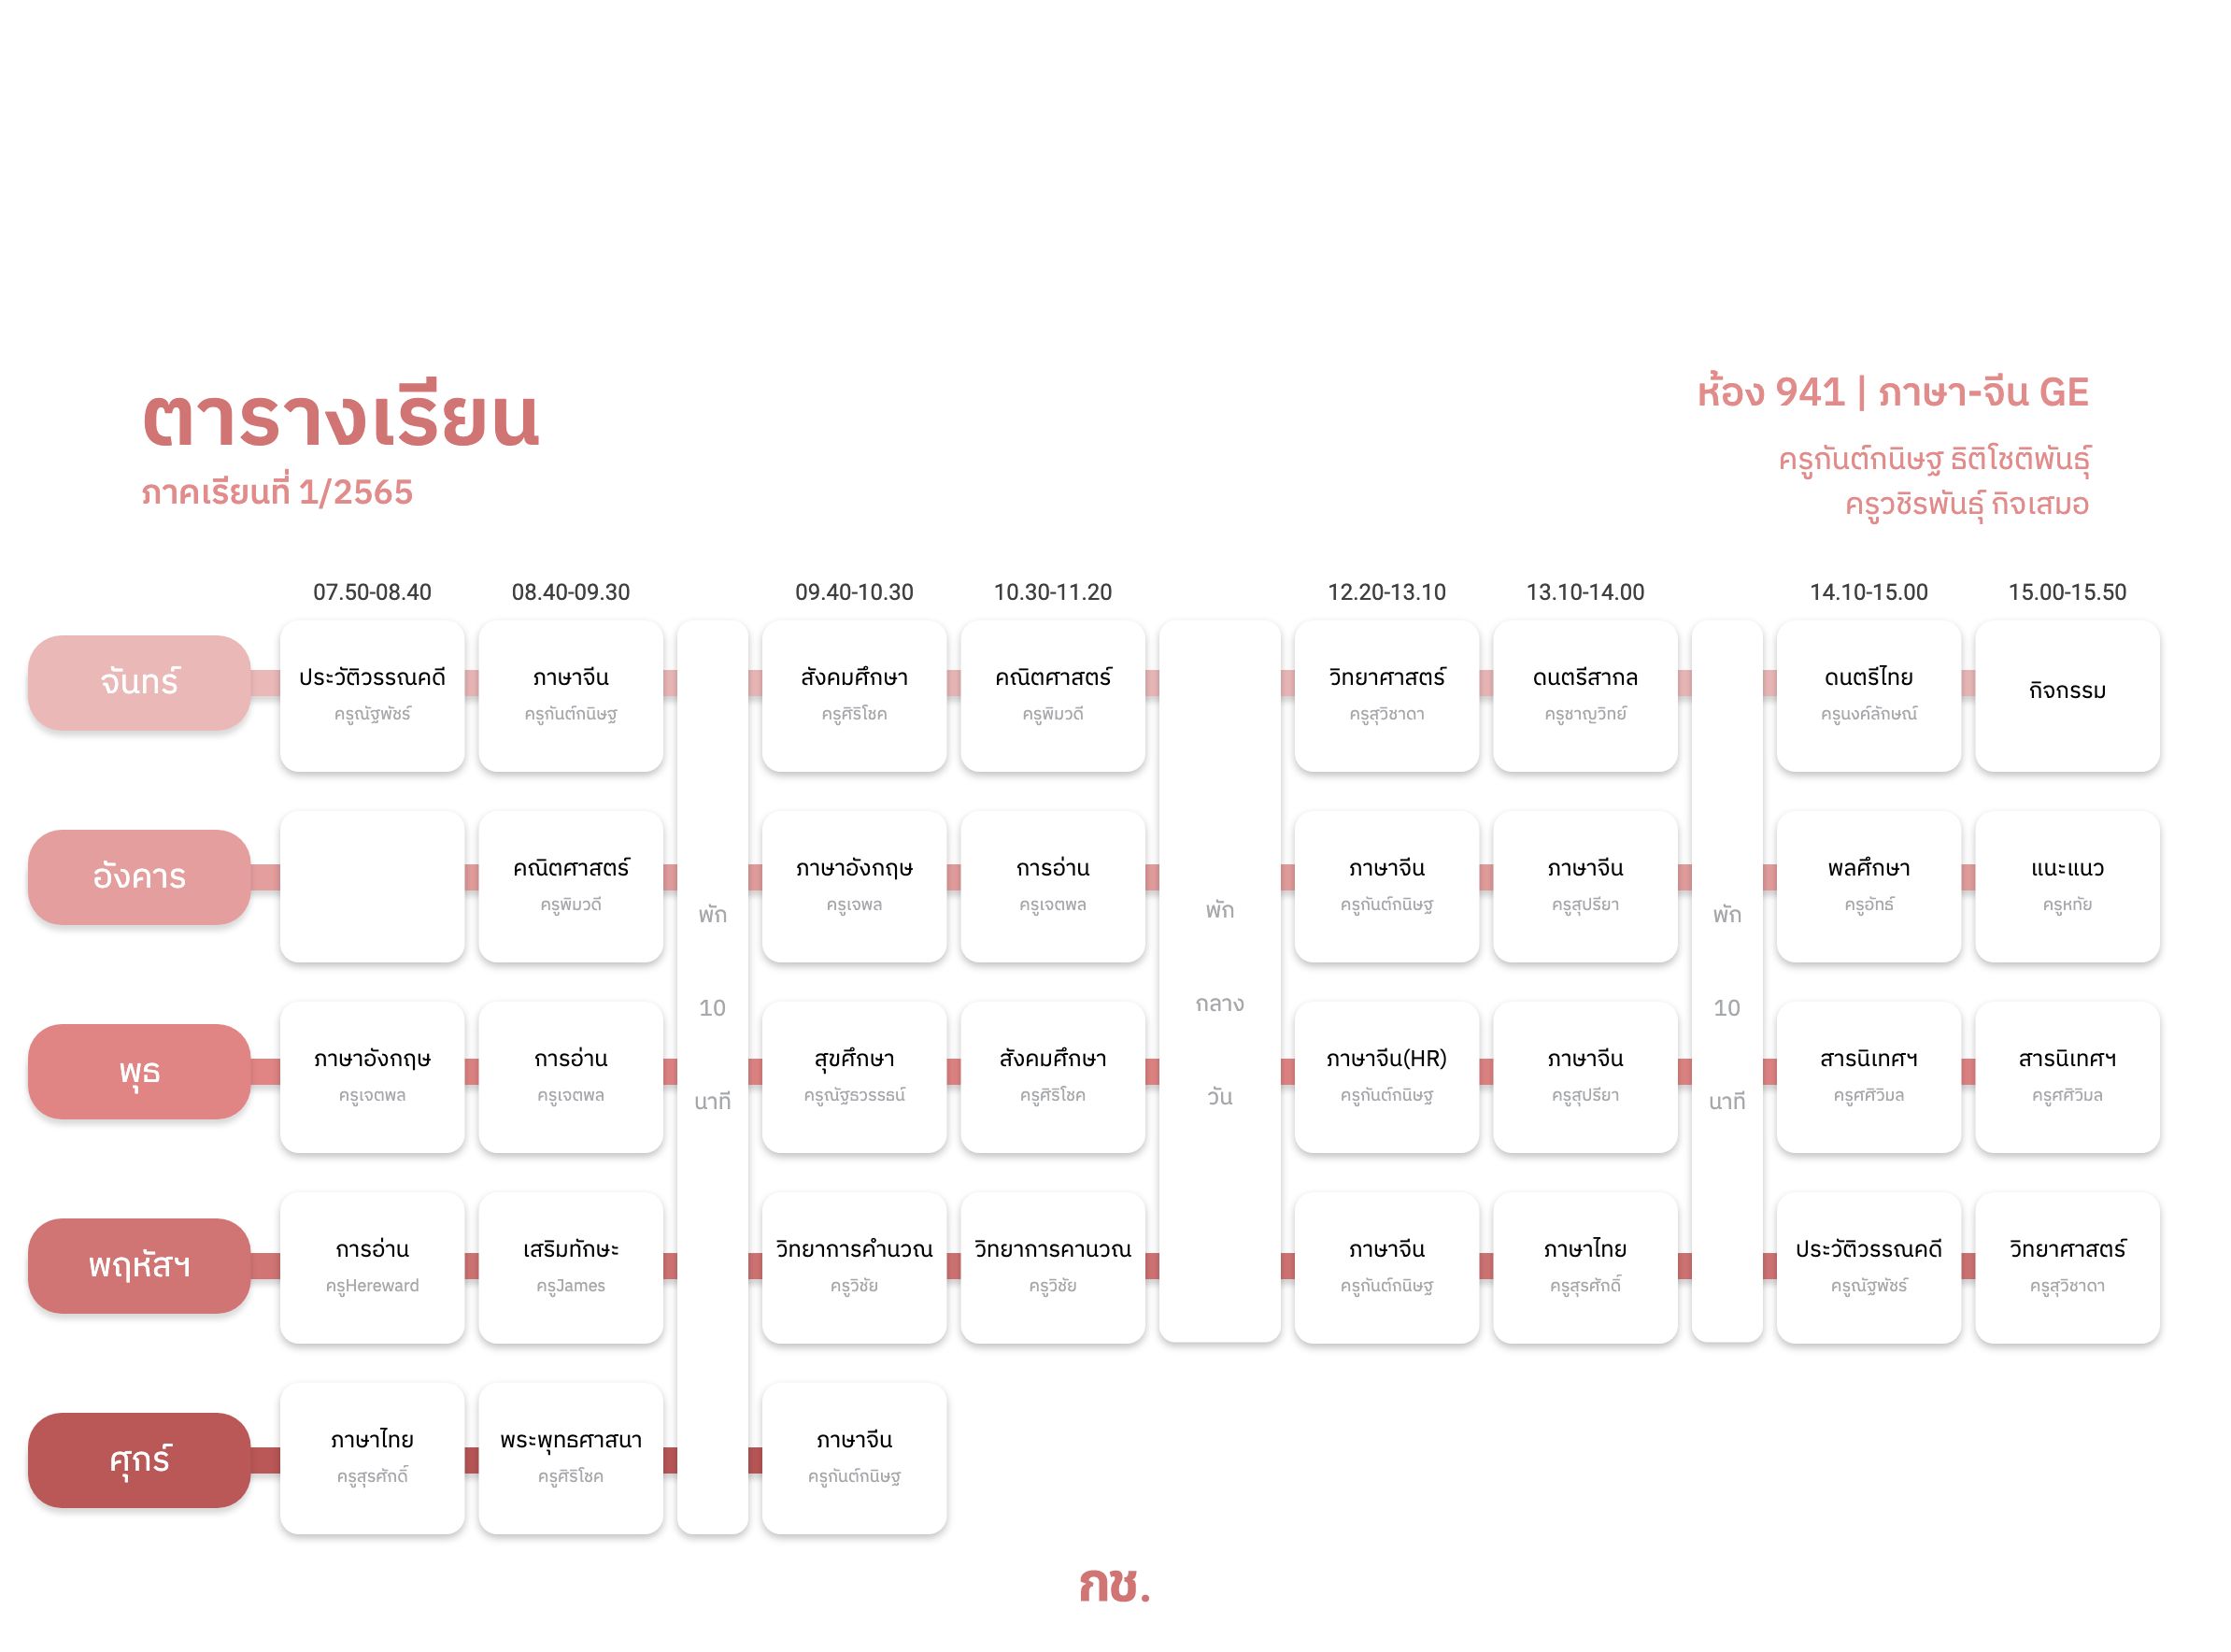 ตารางเรียน
ภาคเรียนที่ 1/2565
ห้อง 941 | ภาษา-จีน GE
ครูกันต์กนิษฐ ธิติโชติพันธุ์
ครูวชิรพันธุ์ กิจเสมอ
07.50-08.40 08.40-09.30 09.40-10.30 10.30-11.20 12.20-13.10 13.10-14.00 14.10-15.00 15.00-15.50
จันทร์
ประวัติวรรณคดี ภาษาจีน สังคมศึกษา คณิตศาสตร์ วิทยาศาสตร์ ดนตรีสากล ดนตรีไทย กิจกรรม
ครูณัฐพัชร์ ครูกันต์กนิษฐ ครูศิริโชค ครูพิมวดี ครูสุวิชาดา ครูชาญวิทย์ ครูนงค์ลักษณ์
อังคาร
คณิตศาสตร์ ภาษาอังกฤษ การอ่าน ภาษาจีน ภาษาจีน พลศึกษา แนะแนว
ครูพิมวดี ครูเจพล ครูเจตพล ครูกันต์กนิษฐ ครูสุปรียา ครูอัทธ์ ครูหทัย
พัก
10
นาที
พัก
กลาง
วัน
พัก
10
นาที
พุธ
ภาษาอังกฤษ การอ่าน สุขศึกษา สังคมศึกษา ภาษาจีน(HR) ภาษาจีน สารนิเทศฯ สารนิเทศฯ
ครูเจตพล ครูเจตพล ครูณัฐธวรรธน์ ครูศิริโชค ครูกันต์กนิษฐ ครูสุปรียา ครูศศิวิมล ครูศศิวิมล
พฤหัสฯ
การอ่าน เสริมทักษะ วิทยาการคำนวณ วิทยาการคานวณ ภาษาจีน ภาษาไทย ประวัติวรรณคดี วิทยาศาสตร์
ครูHereward ครูJames ครูวิชัย ครูวิชัย ครูกันต์กนิษฐ ครูสุรศักดิ์ ครูณัฐพัชร์ ครูสุวิชาดา
ศุกร์
ภาษาไทย พระพุทธศาสนา ภาษาจีน
ครูสุรศักดิ์ ครูศิริโชค ครูกันต์กนิษฐ
กช.